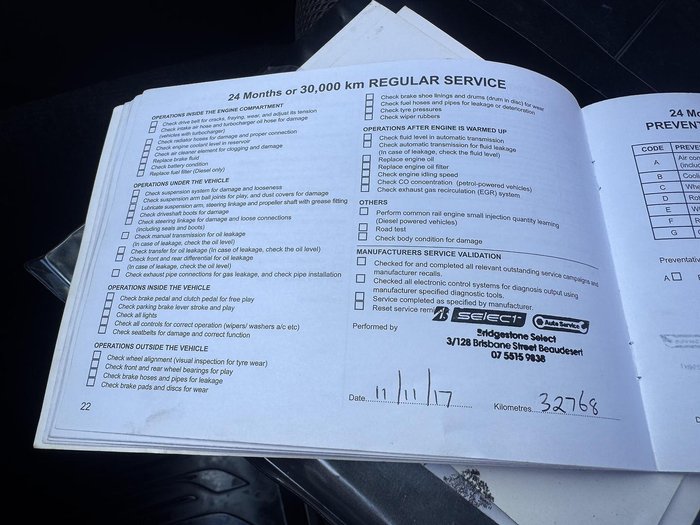 24 Months or 30,000 km REGULAR SERVICE
OPERATIONS INSIDE THE ENGINE COMPARTMENT
Check drive belt for cracks, fraying, wear, and adjust its tension
Check intake air hose and turbocharger oil hose for damage
(vehicles with turbocharger)
Check radiator hoses for damage and proper connection
Check engine coolant level in reservoir
Check air cleaner element for clogging and damage
Replace brake fluid
Check battery condition
Replace fuel filter (Diesel only)
OPERATIONS UNDER THE VEHICLE
Check suspension system for damage and looseness
Check suspension arm ball joints for play, and dust covers for damage
Lubricate suspension arm, steering linkage and propeller shaft with grease fitting
Check driveshaft boots for damage
Check steering linkage for damage and loose connections
(including seals and boots)
Check manual transmission for oil leakage
(In case of leakage, check the oil level)
Check transfer for oil leakage (In case of leakage, check the oil level)
Check front and rear differential for oil leakage
(In case of leakage, check the oil level)
Check exhaust pipe connections for gas leakage, and check pipe installation
OPERATIONS INSIDE THE VEHICLE
Check brake pedal and clutch pedal for free play
Check parking brake lever stroke and play
Check all lights
Check all controls for correct operation (wipers/ washers a/c etc)
Check seatbelts for damage and correct function
OPERATIONS OUTSIDE THE VEHICLE
Check wheel alignment (visual inspection for tyre wear)
Check front and rear wheel bearings for play
Check brake hoses and pipes for leakage
Check brake pads and discs for wear
22
Check brake shoe linings and drums (drum in disc) for wear
Check fuel hoses and pipes for leakage or deterioration
Check tyre pressures
Check wiper rubbers
OPERATIONS AFTER ENGINE IS WARMED UP
Check fluid level in automatic transmission
Check automatic transmission for fluid leakage
(In case of leakage, check the fluid level)
Replace engine oil
Replace engine oil filter
Check engine idling speed
Check CO concentration (petrol-powered vehicles)
Check exhaust gas recirculation (EGR) system
OTHERS
Perform common rail engine small injection quantity learning
(Diesel powered vehicles)
Road test
Check body condition for damage
MANUFACTURERS SERVICE VALIDATION
Checked for and completed all relevant outstanding service campaigns and
manufacturer recalls.
Checked all electronic control systems for diagnosis output using
manufacturer specified diagnostic tools.
Service completed as specified by manufacturer
Reset service remi
SELECT Auto Service
Performed by
Bridgestone Select
3/128 Brisbane Street Beaudesert
07 5515 9838
Date 11/11/17 Kilometres 32768
24 Mo
PREVENT
CODE PREVE
A Air con
(inclu
B Cooli
C
D Rot
E
F
G
Preventativ
A